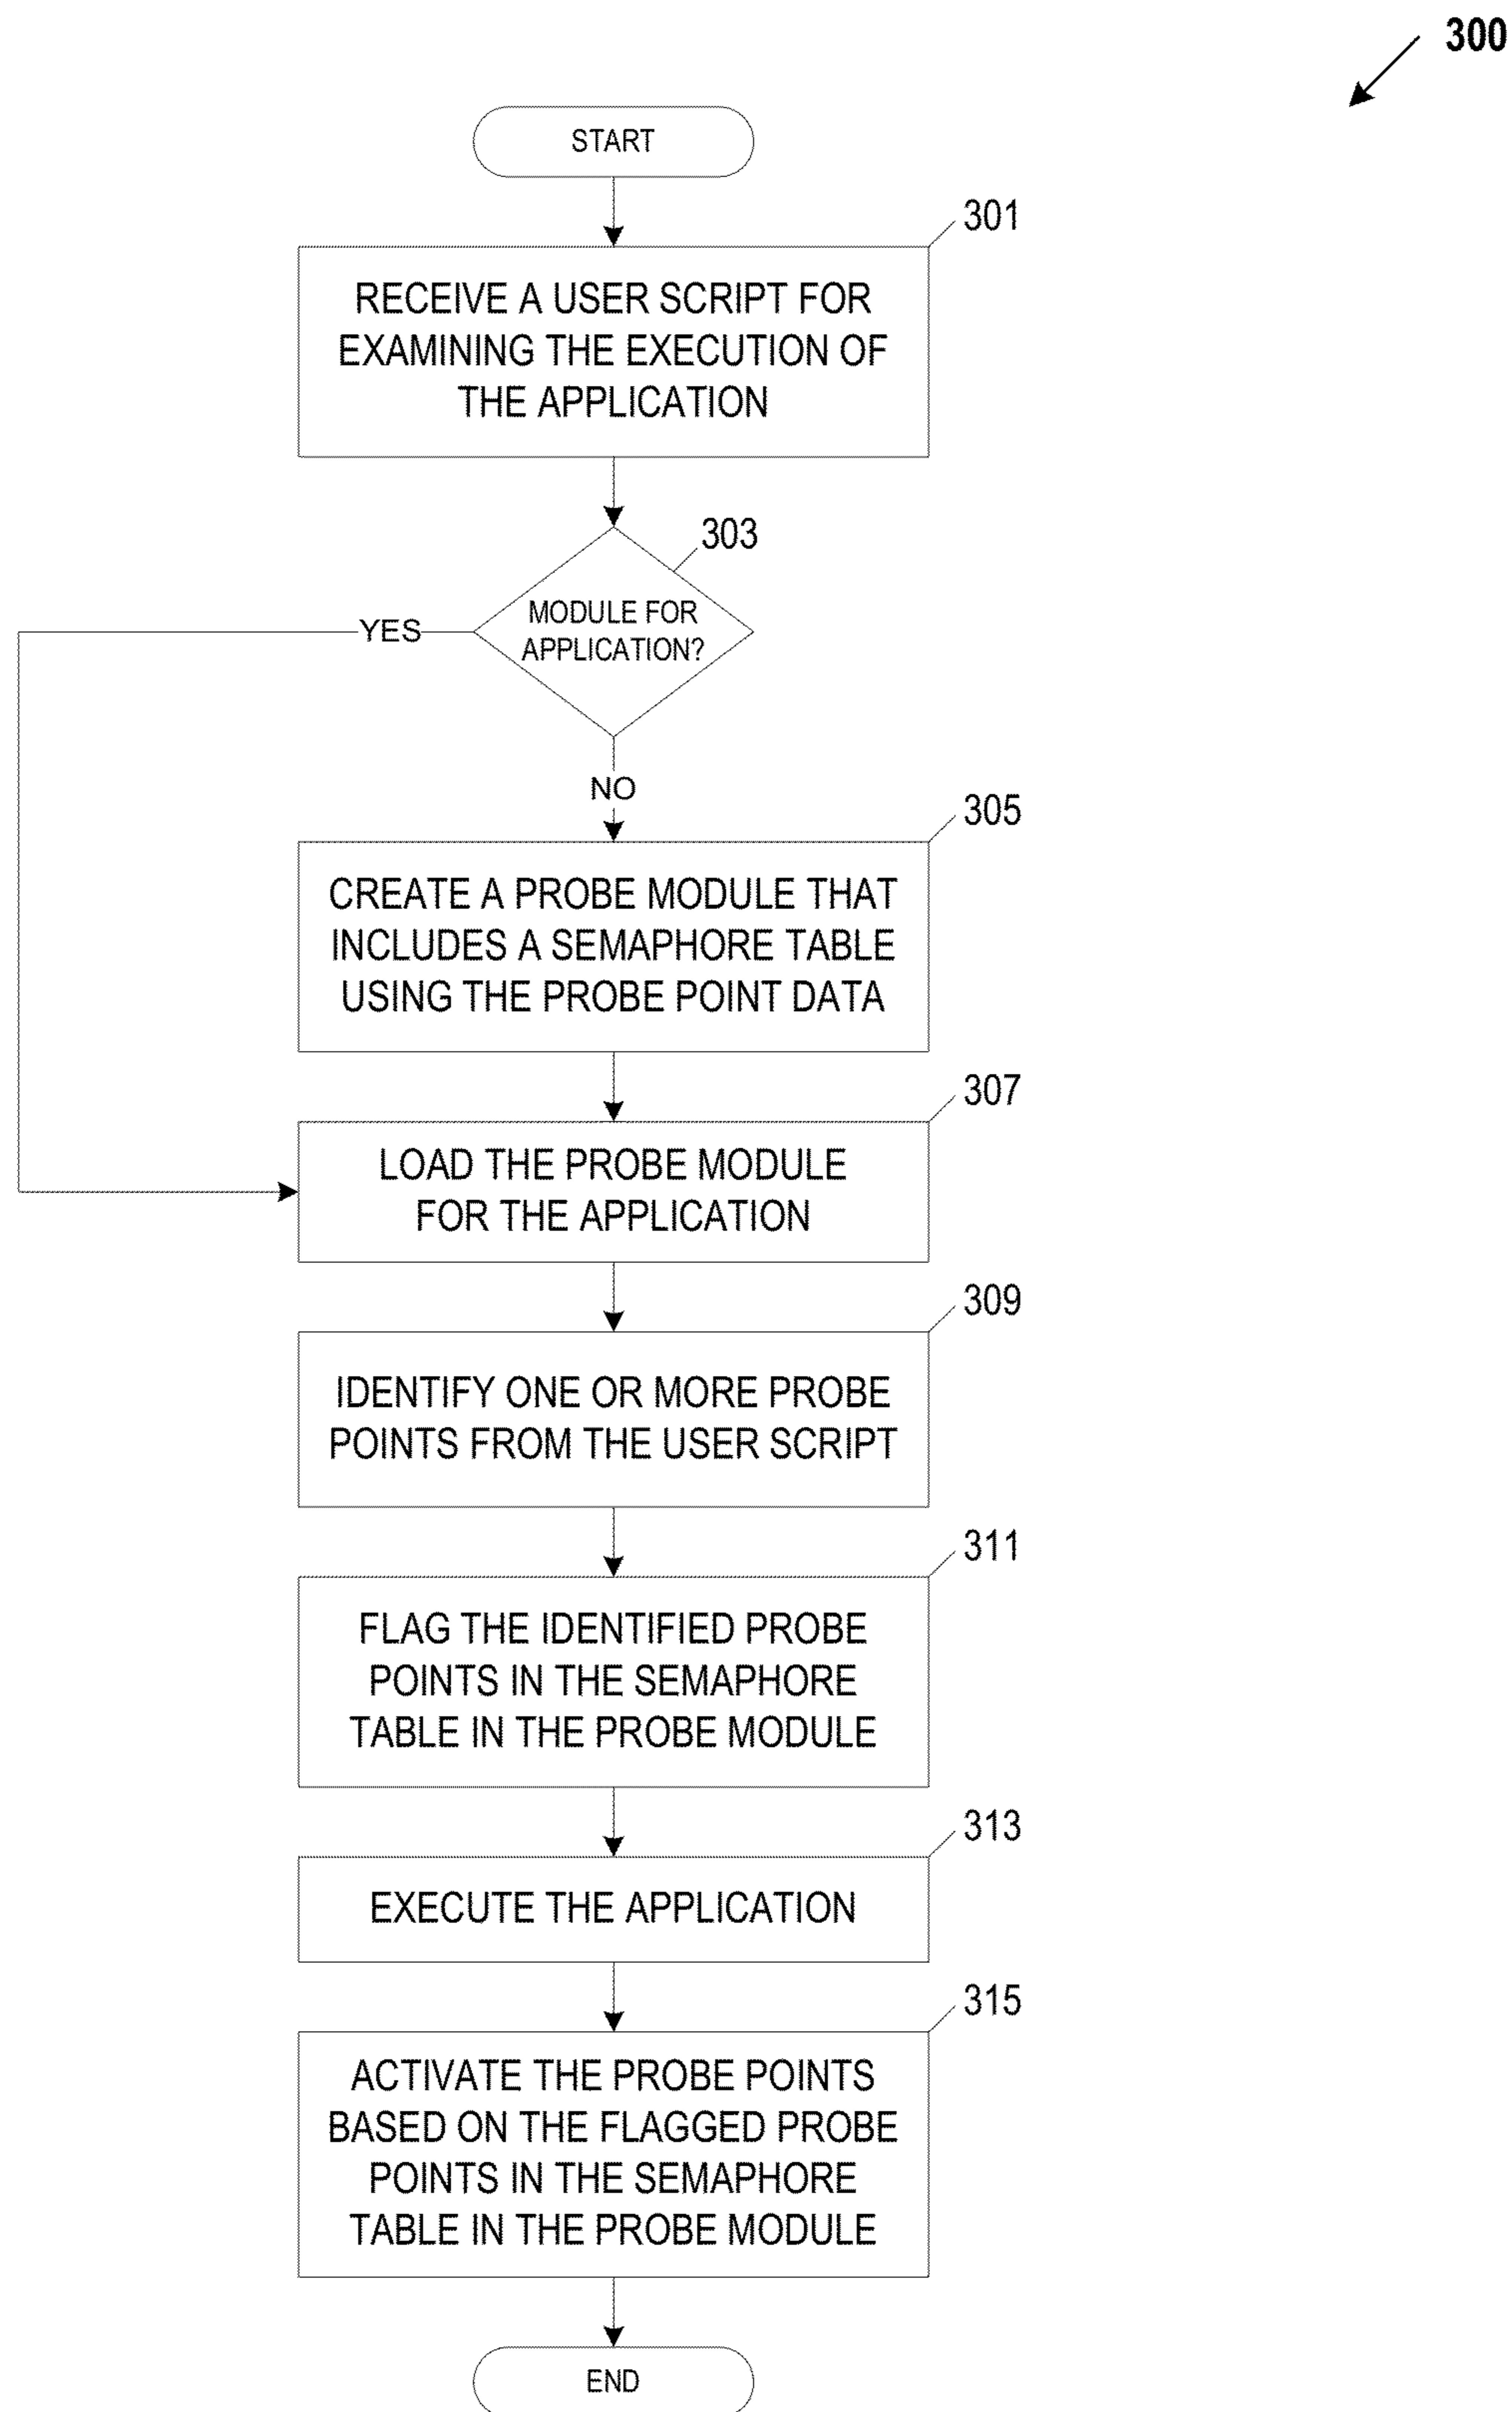 300
START
301
RECEIVE A USER SCRIPT FOR
EXAMINING THE EXECUTION OF
THE APPLICATION
303
MODULE FOR
APPLICATION?
YES
NO
305
CREATE A PROBE MODULE THAT
INCLUDES A SEMAPHORE TABLE
USING THE PROBE POINT DATA
307
LOAD THE PROBE MODULE
FOR THE APPLICATION
309
IDENTIFY ONE OR MORE PROBE
POINTS FROM THE USER SCRIPT
311
FLAG THE IDENTIFIED PROBE
POINTS IN THE SEMAPHORE
TABLE IN THE PROBE MODULE
313
EXECUTE THE APPLICATION
315
ACTIVATE THE PROBE POINTS
BASED ON THE FLAGGED PROBE
POINTS IN THE SEMAPHORE
TABLE IN THE PROBE MODULE
END